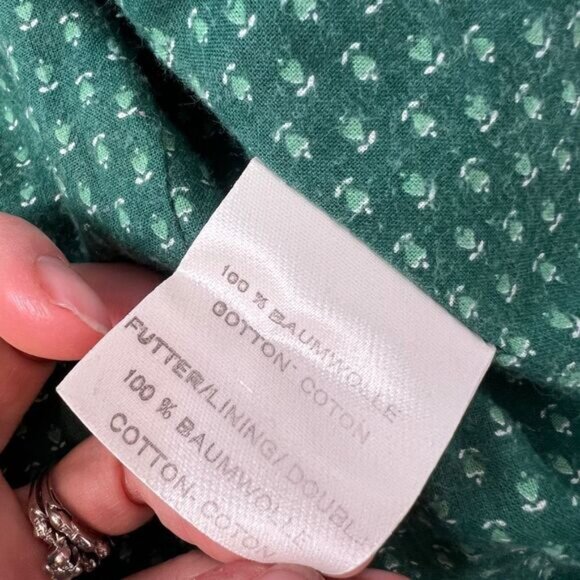 100 % BAUMWOLLE
COTTON- COTON
FUTTER/LINING/DOUBL.
100 % BAUMWOLLE
COTTON-COTON